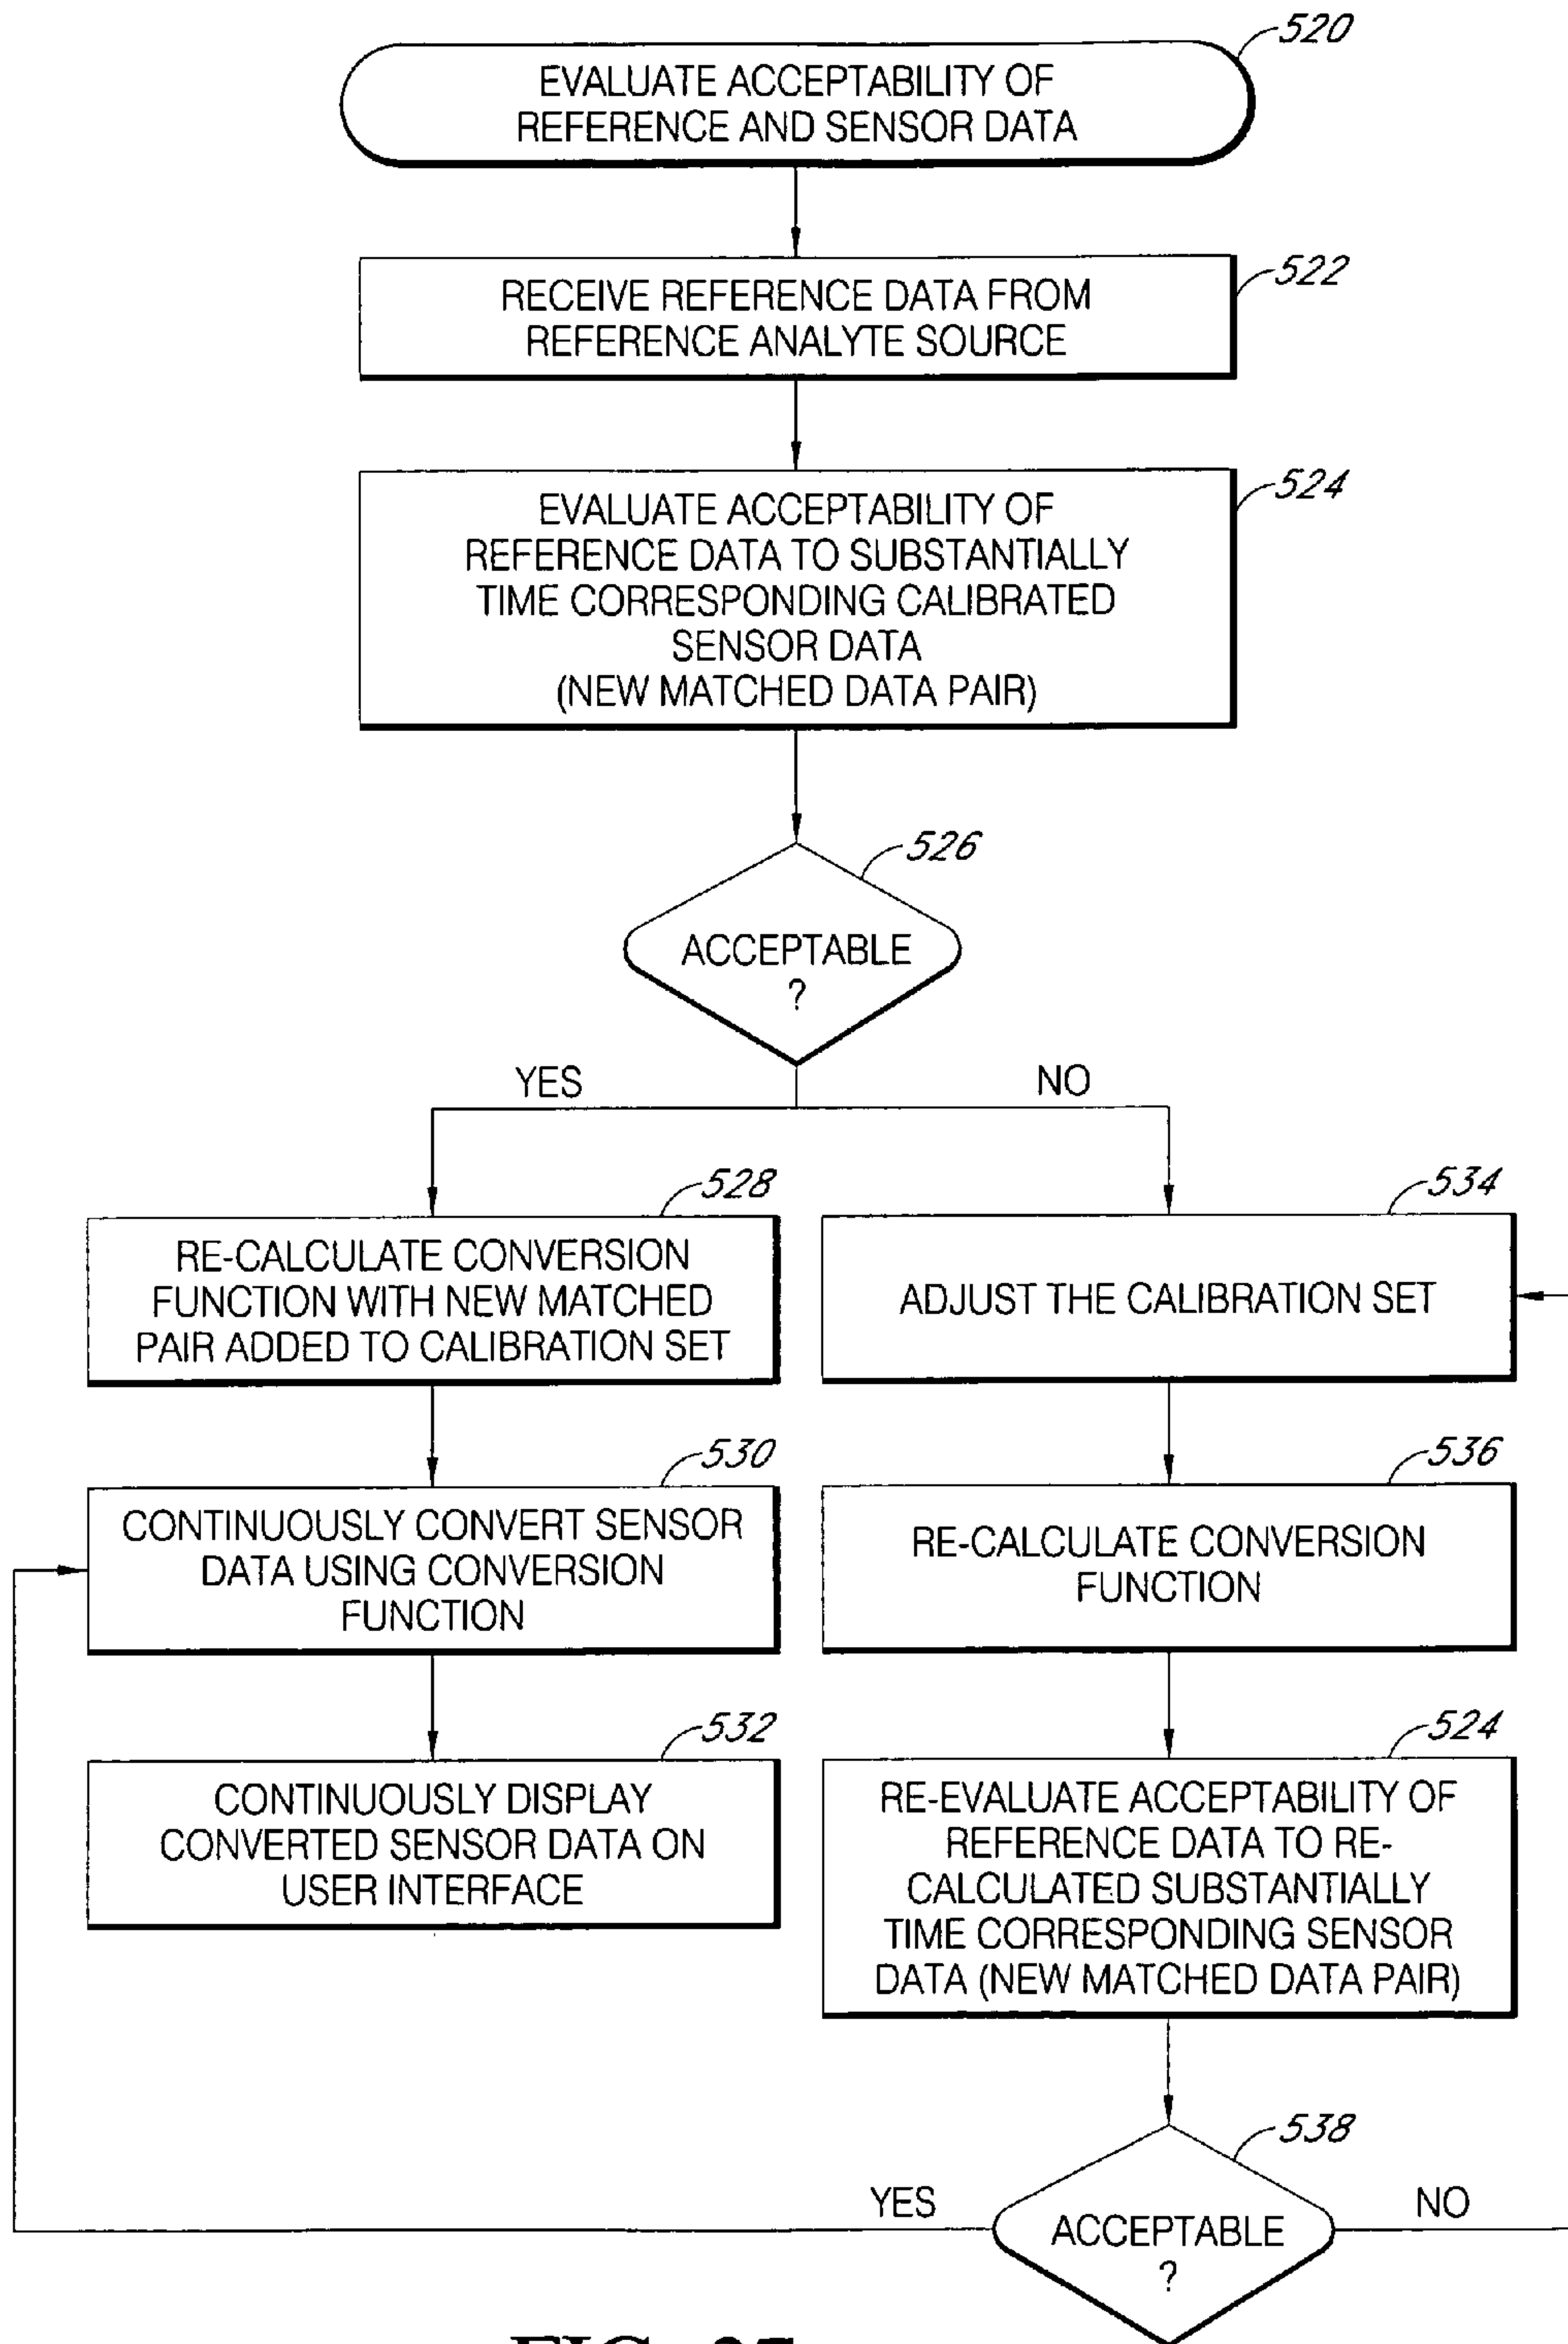 520
EVALUATE ACCEPTABILITY OF
REFERENCE AND SENSOR DATA
522
RECEIVE REFERENCE DATA FROM
REFERENCE ANALYTE SOURCE
524
EVALUATE ACCEPTABILITY OF
REFERENCE DATA TO SUBSTANTIALLY
TIME CORRESPONDING CALIBRATED
SENSOR DATA
(NEW MATCHED DATA PAIR)
526
ACCEPTABLE
?
YES
NO
528
RE-CALCULATE CONVERSION
FUNCTION WITH NEW MATCHED
PAIR ADDED TO CALIBRATION SET
534
ADJUST THE CALIBRATION SET
530
CONTINUOUSLY CONVERT SENSOR
DATA USING CONVERSION
FUNCTION
536
RE-CALCULATE CONVERSION
FUNCTION
532
CONTINUOUSLY DISPLAY
CONVERTED SENSOR DATA ON
USER INTERFACE
524
RE-EVALUATE ACCEPTABILITY OF
REFERENCE DATA TO RE-
CALCULATED SUBSTANTIALLY
TIME CORRESPONDING SENSOR
DATA (NEW MATCHED DATA PAIR)
538
YES
ACCEPTABLE
?
NO